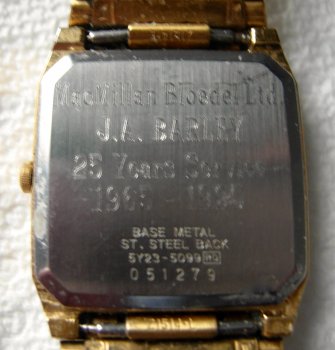 MacMillan Bloedel Ltd.
J.A. BARLEY
25 Years Service
BASE METAL
ST. STEEL BACK
5Y23-5099
051279